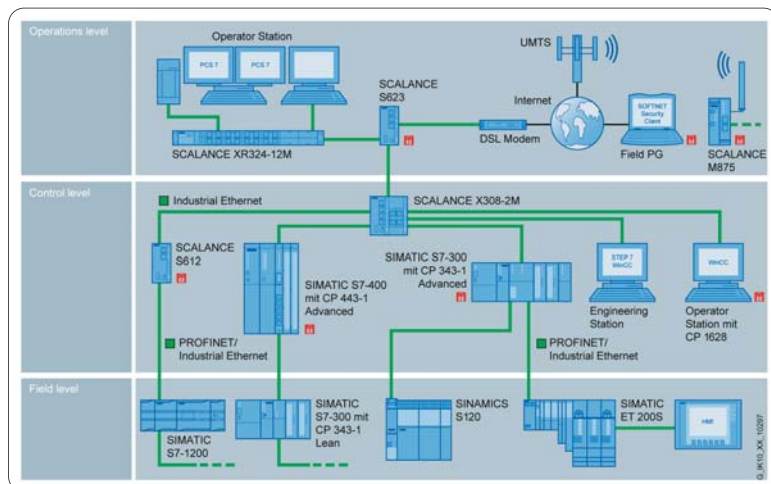 Operations level
Operator Station
PCS 7
PCS 7
SCALANCE XR324-12M
SCALANCE
S623
DSL Modem
UMTS
Internet
SOFTNET
Security
Client
Field PG
SCALANCE
M875
Control level
Industrial Ethernet
SCALANCE X308-2M
SCALANCE
S612
SIMATIC S7-400
mit CP 443-1
Advanced
SIMATIC S7-300
mit CP 343-1
Advanced
STEP 7
WinCC
Engineering
Station
WinCC
Operator
Station mit
CP 1628
PROFINET/
Industrial Ethernet
PROFINET/
Industrial Ethernet
Field level
SIMATIC
S7-1200
SIMATIC
S7-300 mit
CP 343-1
Lean
SINAMICS
S120
SIMATIC
ET 200S
HMI
G_IK10_XX_10297